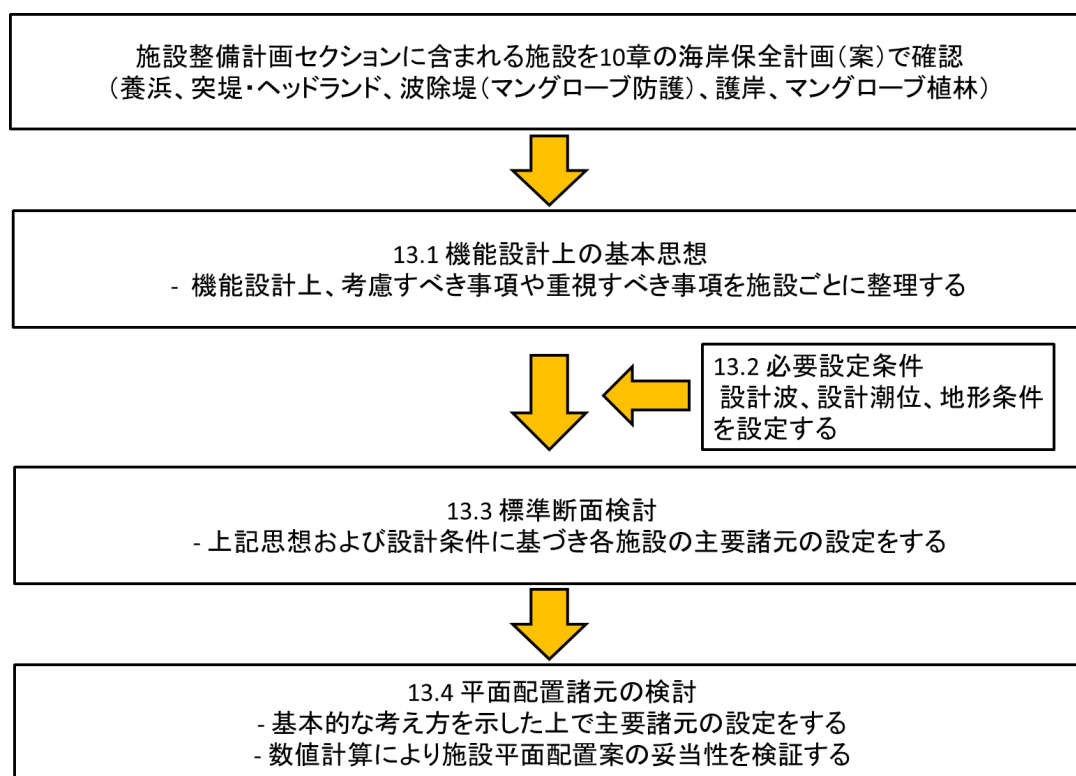 施設整備計画セクションに含まれる施設を10章の海岸保全計画(案)で確認
(養浜、突堤・ヘッドランド、波除堤(マングローブ防護)、護岸、マングローブ植林)
13.1 機能設計上の基本思想
- 機能設計上、考慮すべき事項や重視すべき事項を施設ごとに整理する
13.2 必要設定条件
設計波、設計潮位、地形条件
を設定する
13.3 標準断面検討
- 上記思想および設計条件に基づき各施設の主要諸元の設定をする
13.4 平面配置諸元の検討
- 基本的な考え方を示した上で主要諸元の設定をする
- 数値計算により施設平面配置案の妥当性を検証する